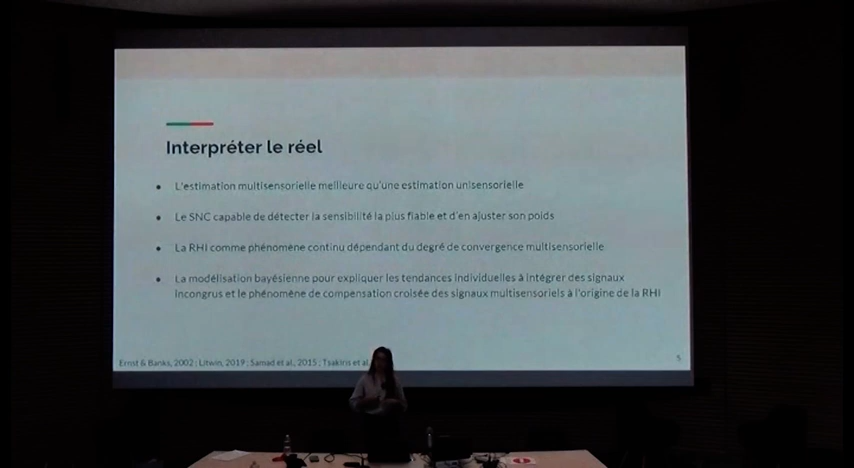 Interpréter le réel
L'estimation multisensorielle meilleure qu'une estimation unisensorielle
Le SNC capable de détecter la sensibilité la plus fiable et d'en ajuster son poids
La RHI comme phénomène continu dépendant du degré de convergence multisensorielle
La modélisation bayésienne pour expliquer les tendances individuelles à intégrer des signaux
incongrus et le phénomène de compensation croisée des signaux multisensoriels à l'origine de la RHI
Ernst & Banks, 2002 ; Litwin, 2019 ; Samad et al., 2015 ; Tsakiris et al.
5